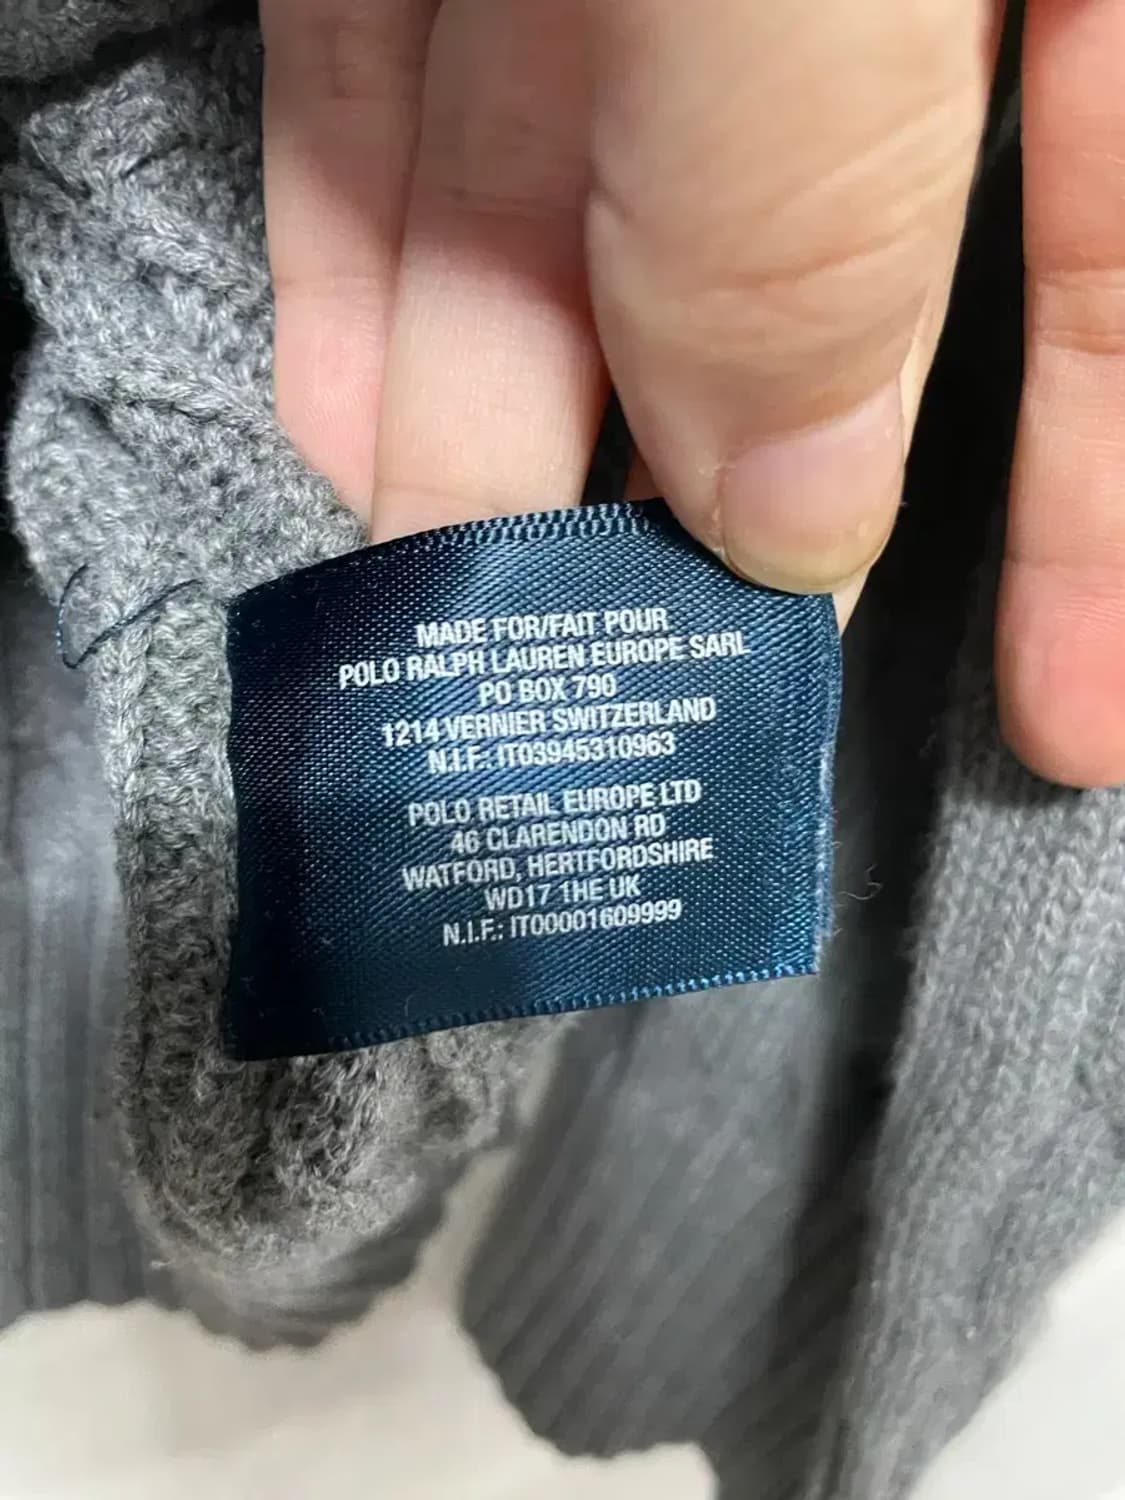 MADE FOR/FAIT POUR
POLO RALPH LAUREN EUROPE SARL
PO BOX 790
1214 VERNIER SWITZERLAND
N.I.F.: IT03945310963
POLO RETAIL EUROPE LTD
46 CLARENDON RD
WATFORD, HERTFORDSHIRE
WD17 1HE UK
N.I.F.: IT00001609999